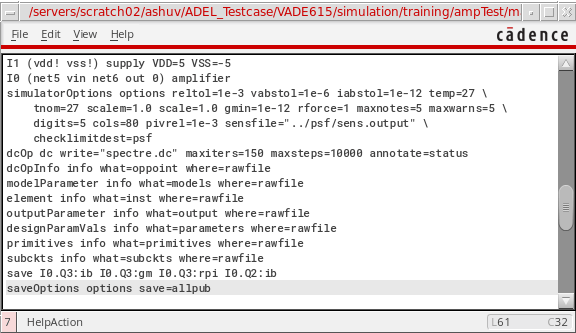 /servers/scratch02/ashuv/ADEL_Testcase/VADE615/simulation/training/ampTest/m
File Edit View Help
cādence
I1 (vdd! vss!) supply VDD=5 VSS=-5
I0 (net5 vin net6 out 0) amplifier
simulatorOptions options reltol=1e-3 vabstol=1e-6 iabstol=1e-12 temp=27 \
    tnom=27 scalem=1.0 scale=1.0 gmin=1e-12 rforce=1 maxnotes=5 maxwarns=5 \
    digits=5 cols=80 pivrel=1e-3 sensfile="../psf/sens.output" \
    checklimitdest=psf
dcOp dc write="spectre.dc" maxiters=150 maxsteps=10000 annotate=status
dcOpInfo info what=oppoint where=rawfile
modelParameter info what=models where=rawfile
element info what=inst where=rawfile
outputParameter info what=output where=rawfile
designParamVals info what=parameters where=rawfile
primitives info what=primitives where=rawfile
subckts info what=subckts where=rawfile
save I0.Q3:ib I0.Q3:gm I0.Q3:rpi I0.Q2:ib
saveOptions options save=allpub
7 HelpAction L61 C32